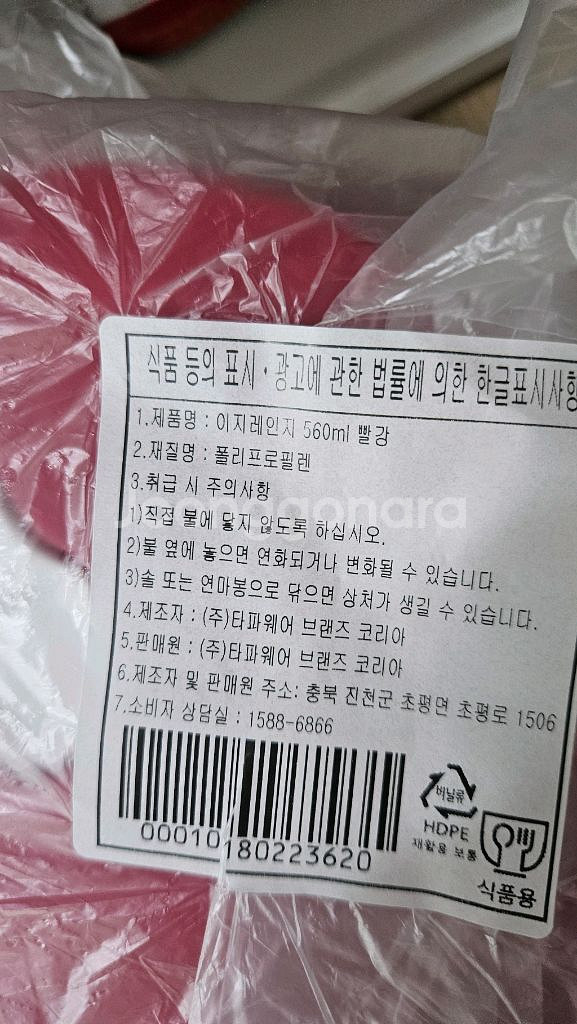 식품 등의 표시·광고에 관한 법률에 의한 한글표시사항
1.제품명 : 이지레인지 560ml 빨강
2.재질명 : 폴리프로필렌
3.취급 시 주의사항
1)직접 불에 닿지 않도록 하십시오.
2)불 옆에 놓으면 연화되거나 변화될 수 있습니다.
3)솔 또는 연마봉으로 닦으면 상처가 생길 수 있습니다.
4.제조자 : (주)타파웨어 브랜즈 코리아
5.판매원 : (주)타파웨어 브랜즈 코리아
6.제조자 및 판매원 주소: 충북 진천군 초평면 초평로 1506
7.소비자 상담실 : 1588-6866
00010180223620
비닐류
HDPE
재활용 보통
식품용
Joonggonara